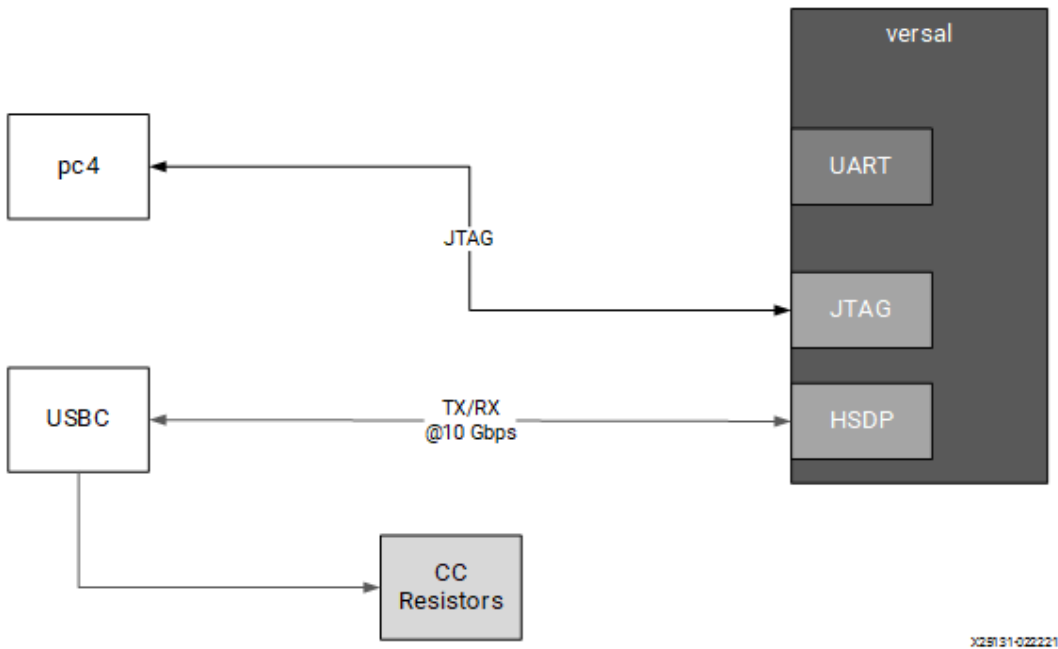 versal
pc4
UART
JTAG
JTAG
USBC
TX/RX
@10 Gbps
HSDP
CC
Resistors
X25131-022221